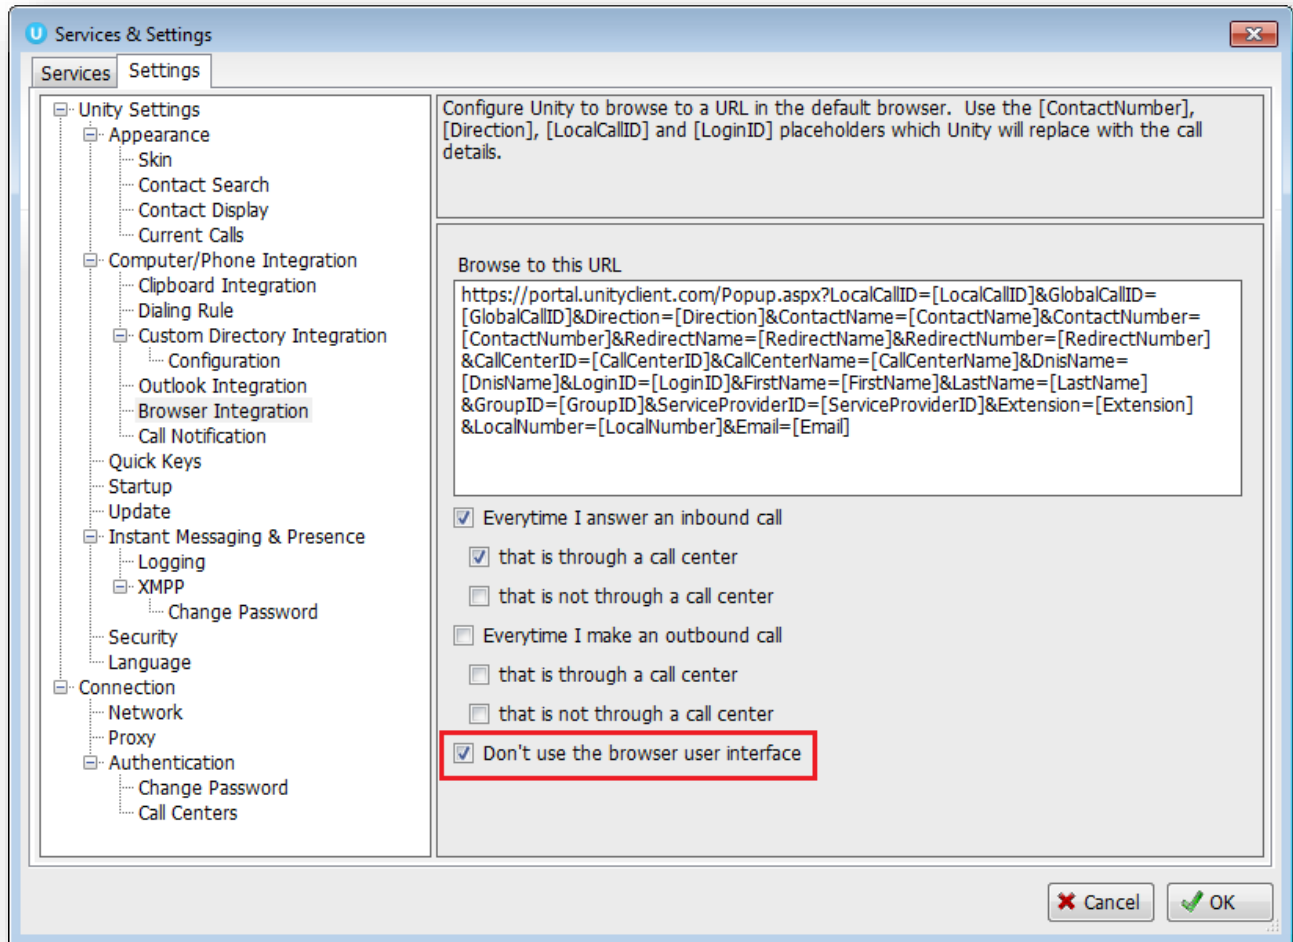 Services & Settings
Services
Settings
Unity Settings
Appearance
Skin
Contact Search
Contact Display
Current Calls
Computer/Phone Integration
Clipboard Integration
Dialing Rule
Custom Directory Integration
Configuration
Outlook Integration
Browser Integration
Call Notification
Quick Keys
Startup
Update
Instant Messaging & Presence
Logging
XMPP
Change Password
Security
Language
Connection
Network
Proxy
Authentication
Change Password
Call Centers
Configure Unity to browse to a URL in the default browser.  Use the [ContactNumber],
[Direction], [LocalCallID] and [LoginID] placeholders which Unity will replace with the call
details.
Browse to this URL
https://portal.unityclient.com/Popup.aspx?LocalCallID=[LocalCallID]&GlobalCallID=
[GlobalCallID]&Direction=[Direction]&ContactName=[ContactName]&ContactNumber=
[ContactNumber]&RedirectName=[RedirectName]&RedirectNumber=[RedirectNumber]
&CallCenterID=[CallCenterID]&CallCenterName=[CallCenterName]&DnisName=
[DnisName]&LoginID=[LoginID]&FirstName=[FirstName]&LastName=[LastName]
&GroupID=[GroupID]&ServiceProviderID=[ServiceProviderID]&Extension=[Extension]
&LocalNumber=[LocalNumber]&Email=[Email]
Everytime I answer an inbound call
that is through a call center
that is not through a call center
Everytime I make an outbound call
that is through a call center
that is not through a call center
Don't use the browser user interface
Cancel
OK